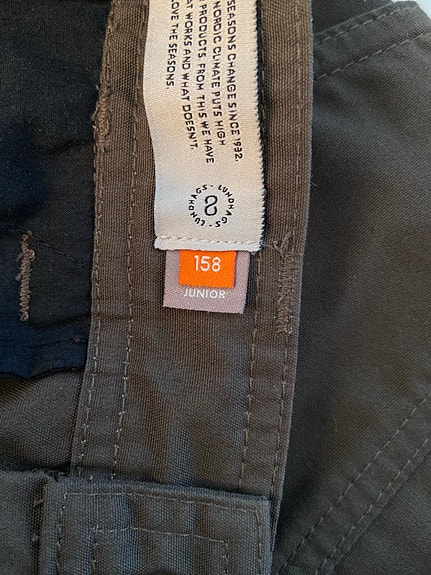 SEASONS CHANGE SINCE 1932.
NORDIC CLIMATE PUTS HIGH
PRODUCTS. FROM THIS WE HAVE
WORKS AND WHAT DOESN'T.
THE SEASONS.
LUNDHAGS - LUNDHAGS -
158
JUNIOR